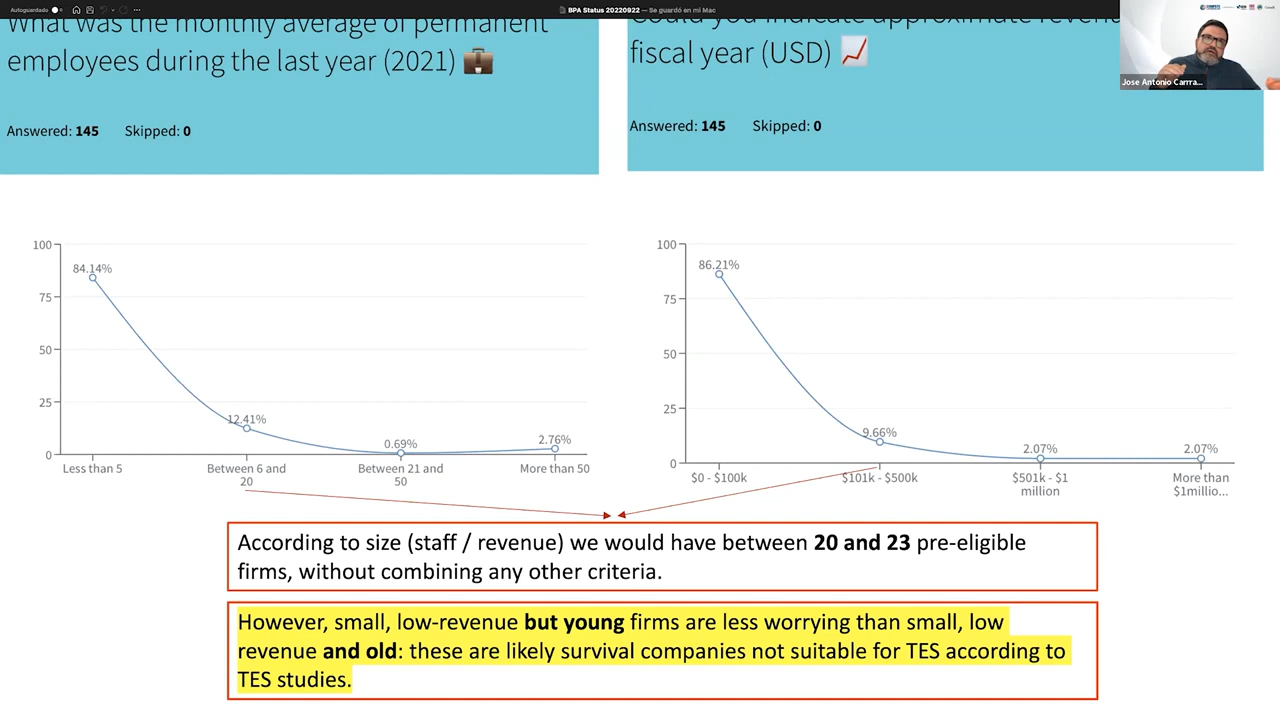 Autoguardado
BPA Status 20220922 — Se guardó en mi Mac
What was the monthly average of permanent
employees during the last year (2021)
Answered: 145 Skipped: 0
Could you indicate approximate
fiscal year (USD)
Answered: 145 Skipped: 0
Jose Antonio Carrra...
100
75
50
25
0
84.14%
12.41%
0.69%
2.76%
Less than 5
Between 6 and
20
Between 21 and
50
More than 50
100
75
50
25
0
86.21%
9.66%
2.07%
2.07%
$0 - $100k
$101k - $500k
$501k - $1
million
More than
$1millio...
According to size (staff / revenue) we would have between 20 and 23 pre-eligible
firms, without combining any other criteria.
However, small, low-revenue but young firms are less worrying than small, low
revenue and old: these are likely survival companies not suitable for TES according to
TES studies.